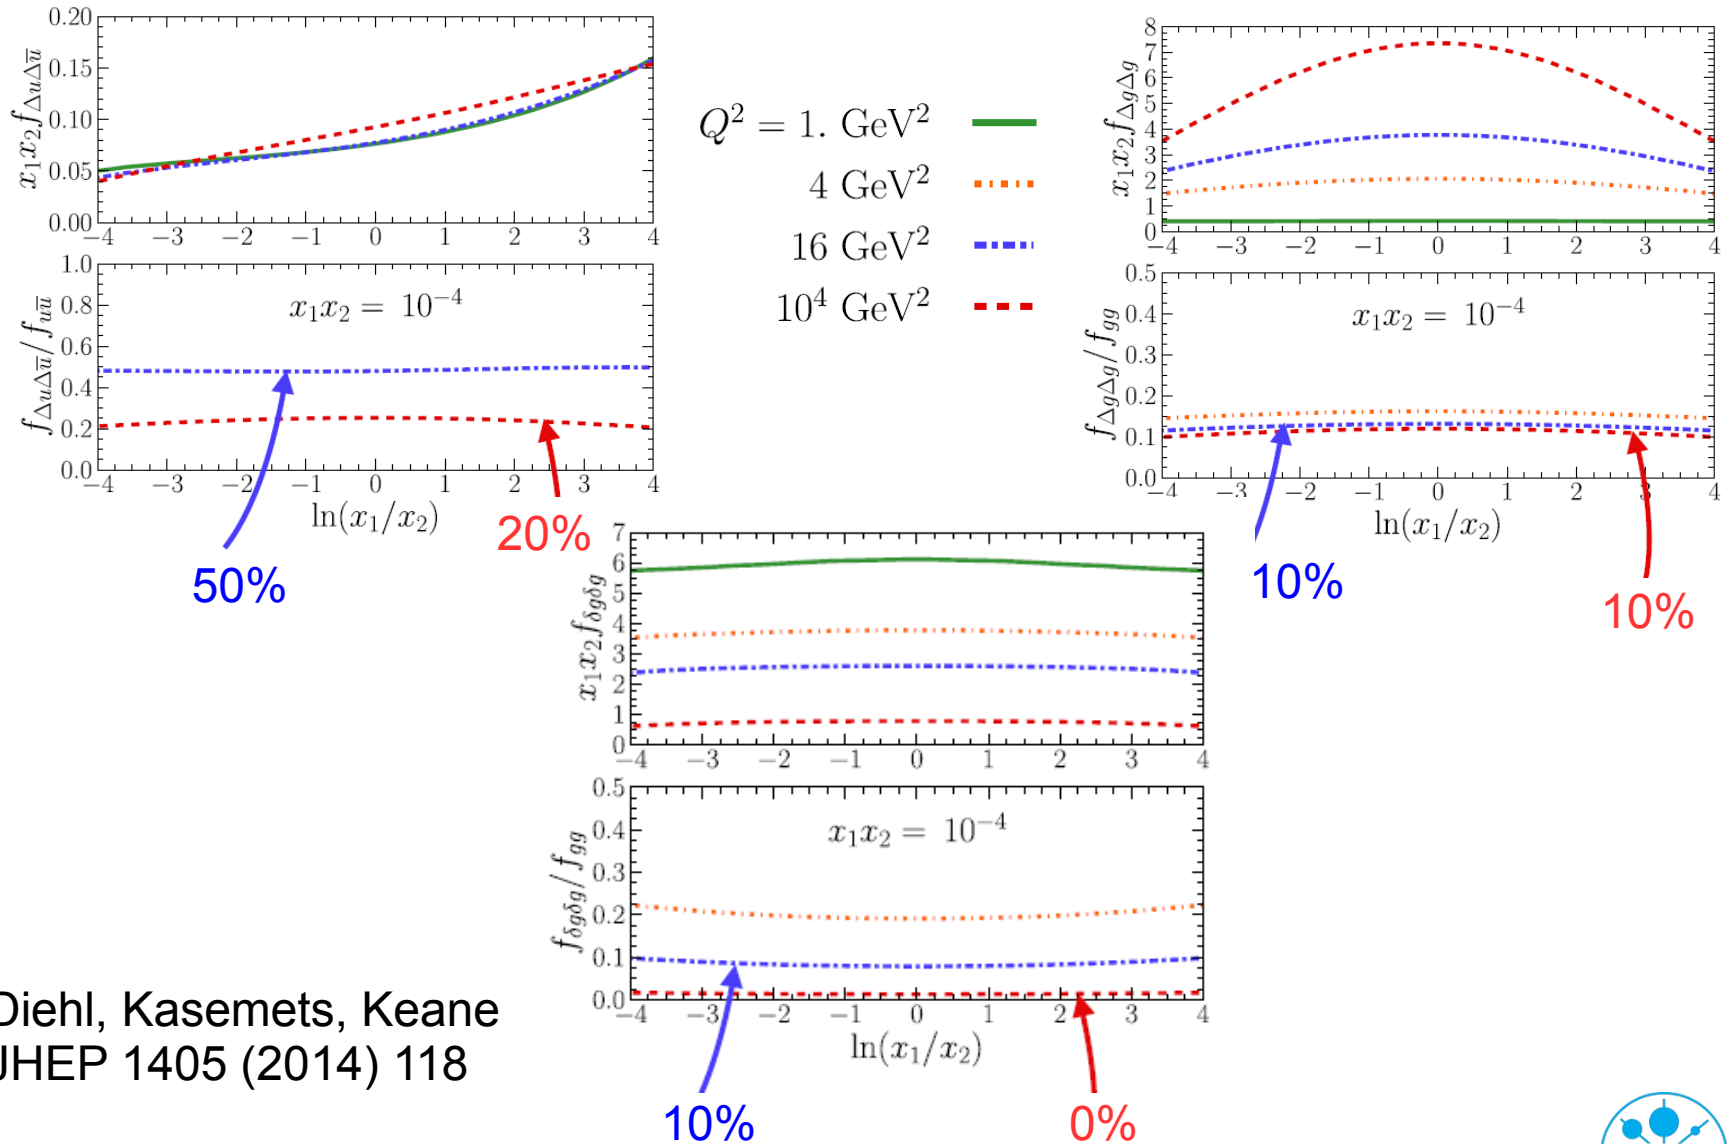 0.20
0.15
0.10
0.05
0.00
x₁x₂f_{ΔuΔū}
−4 −3 −2 −1 0 1 2 3 4
1.0
0.8
0.6
0.4
0.2
0.0
f_{ΔuΔū}/f_{uū}
x₁x₂ = 10⁻⁴
−4 −3 −2 −1 0 1 2 3 4
ln(x₁/x₂)
50%
20%
Q² = 1. GeV²
4 GeV²
16 GeV²
10⁴ GeV²
8
7
6
5
4
3
2
1
0
x₁x₂f_{ΔgΔg}
−4 −3 −2 −1 0 1 2 3 4
0.5
0.4
0.3
0.2
0.1
0.0
f_{ΔgΔg}/f_{gg}
x₁x₂ = 10⁻⁴
−4 −3 −2 −1 0 1 2 3 4
ln(x₁/x₂)
10%
10%
7
6
5
4
3
2
1
0
x₁x₂f_{δgδg}
−4 −3 −2 −1 0 1 2 3 4
0.5
0.4
0.3
0.2
0.1
0.0
f_{δgδg}/f_{gg}
x₁x₂ = 10⁻⁴
−4 −3 −2 −1 0 1 2 3 4
ln(x₁/x₂)
10%
0%
Diehl, Kasemets, Keane
JHEP 1405 (2014) 118